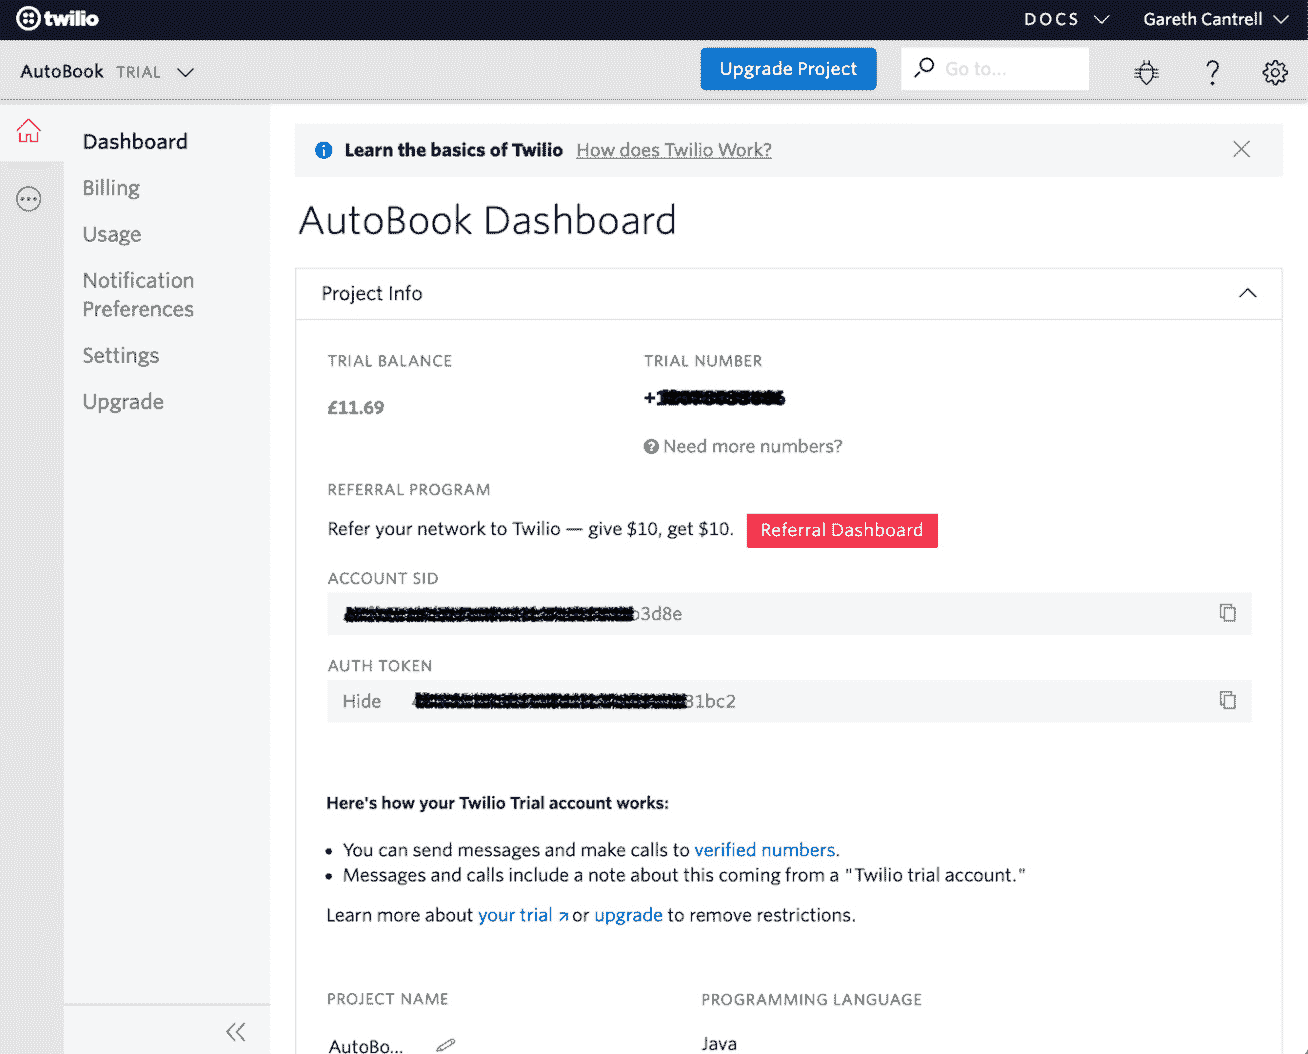 twilio
DOCS
Gareth Cantrell
AutoBook TRIAL
Upgrade Project
Go to...
Dashboard
Billing
Usage
Notification
Preferences
Settings
Upgrade
Learn the basics of Twilio How does Twilio Work?
AutoBook Dashboard
Project Info
TRIAL BALANCE
£11.69
TRIAL NUMBER
Need more numbers?
REFERRAL PROGRAM
Refer your network to Twilio — give $10, get $10. Referral Dashboard
ACCOUNT SID
3d8e
AUTH TOKEN
Hide 1bc2
Here's how your Twilio Trial account works:
• You can send messages and make calls to verified numbers.
• Messages and calls include a note about this coming from a "Twilio trial account."
Learn more about your trial or upgrade to remove restrictions.
PROJECT NAME
AutoBo...
PROGRAMMING LANGUAGE
Java